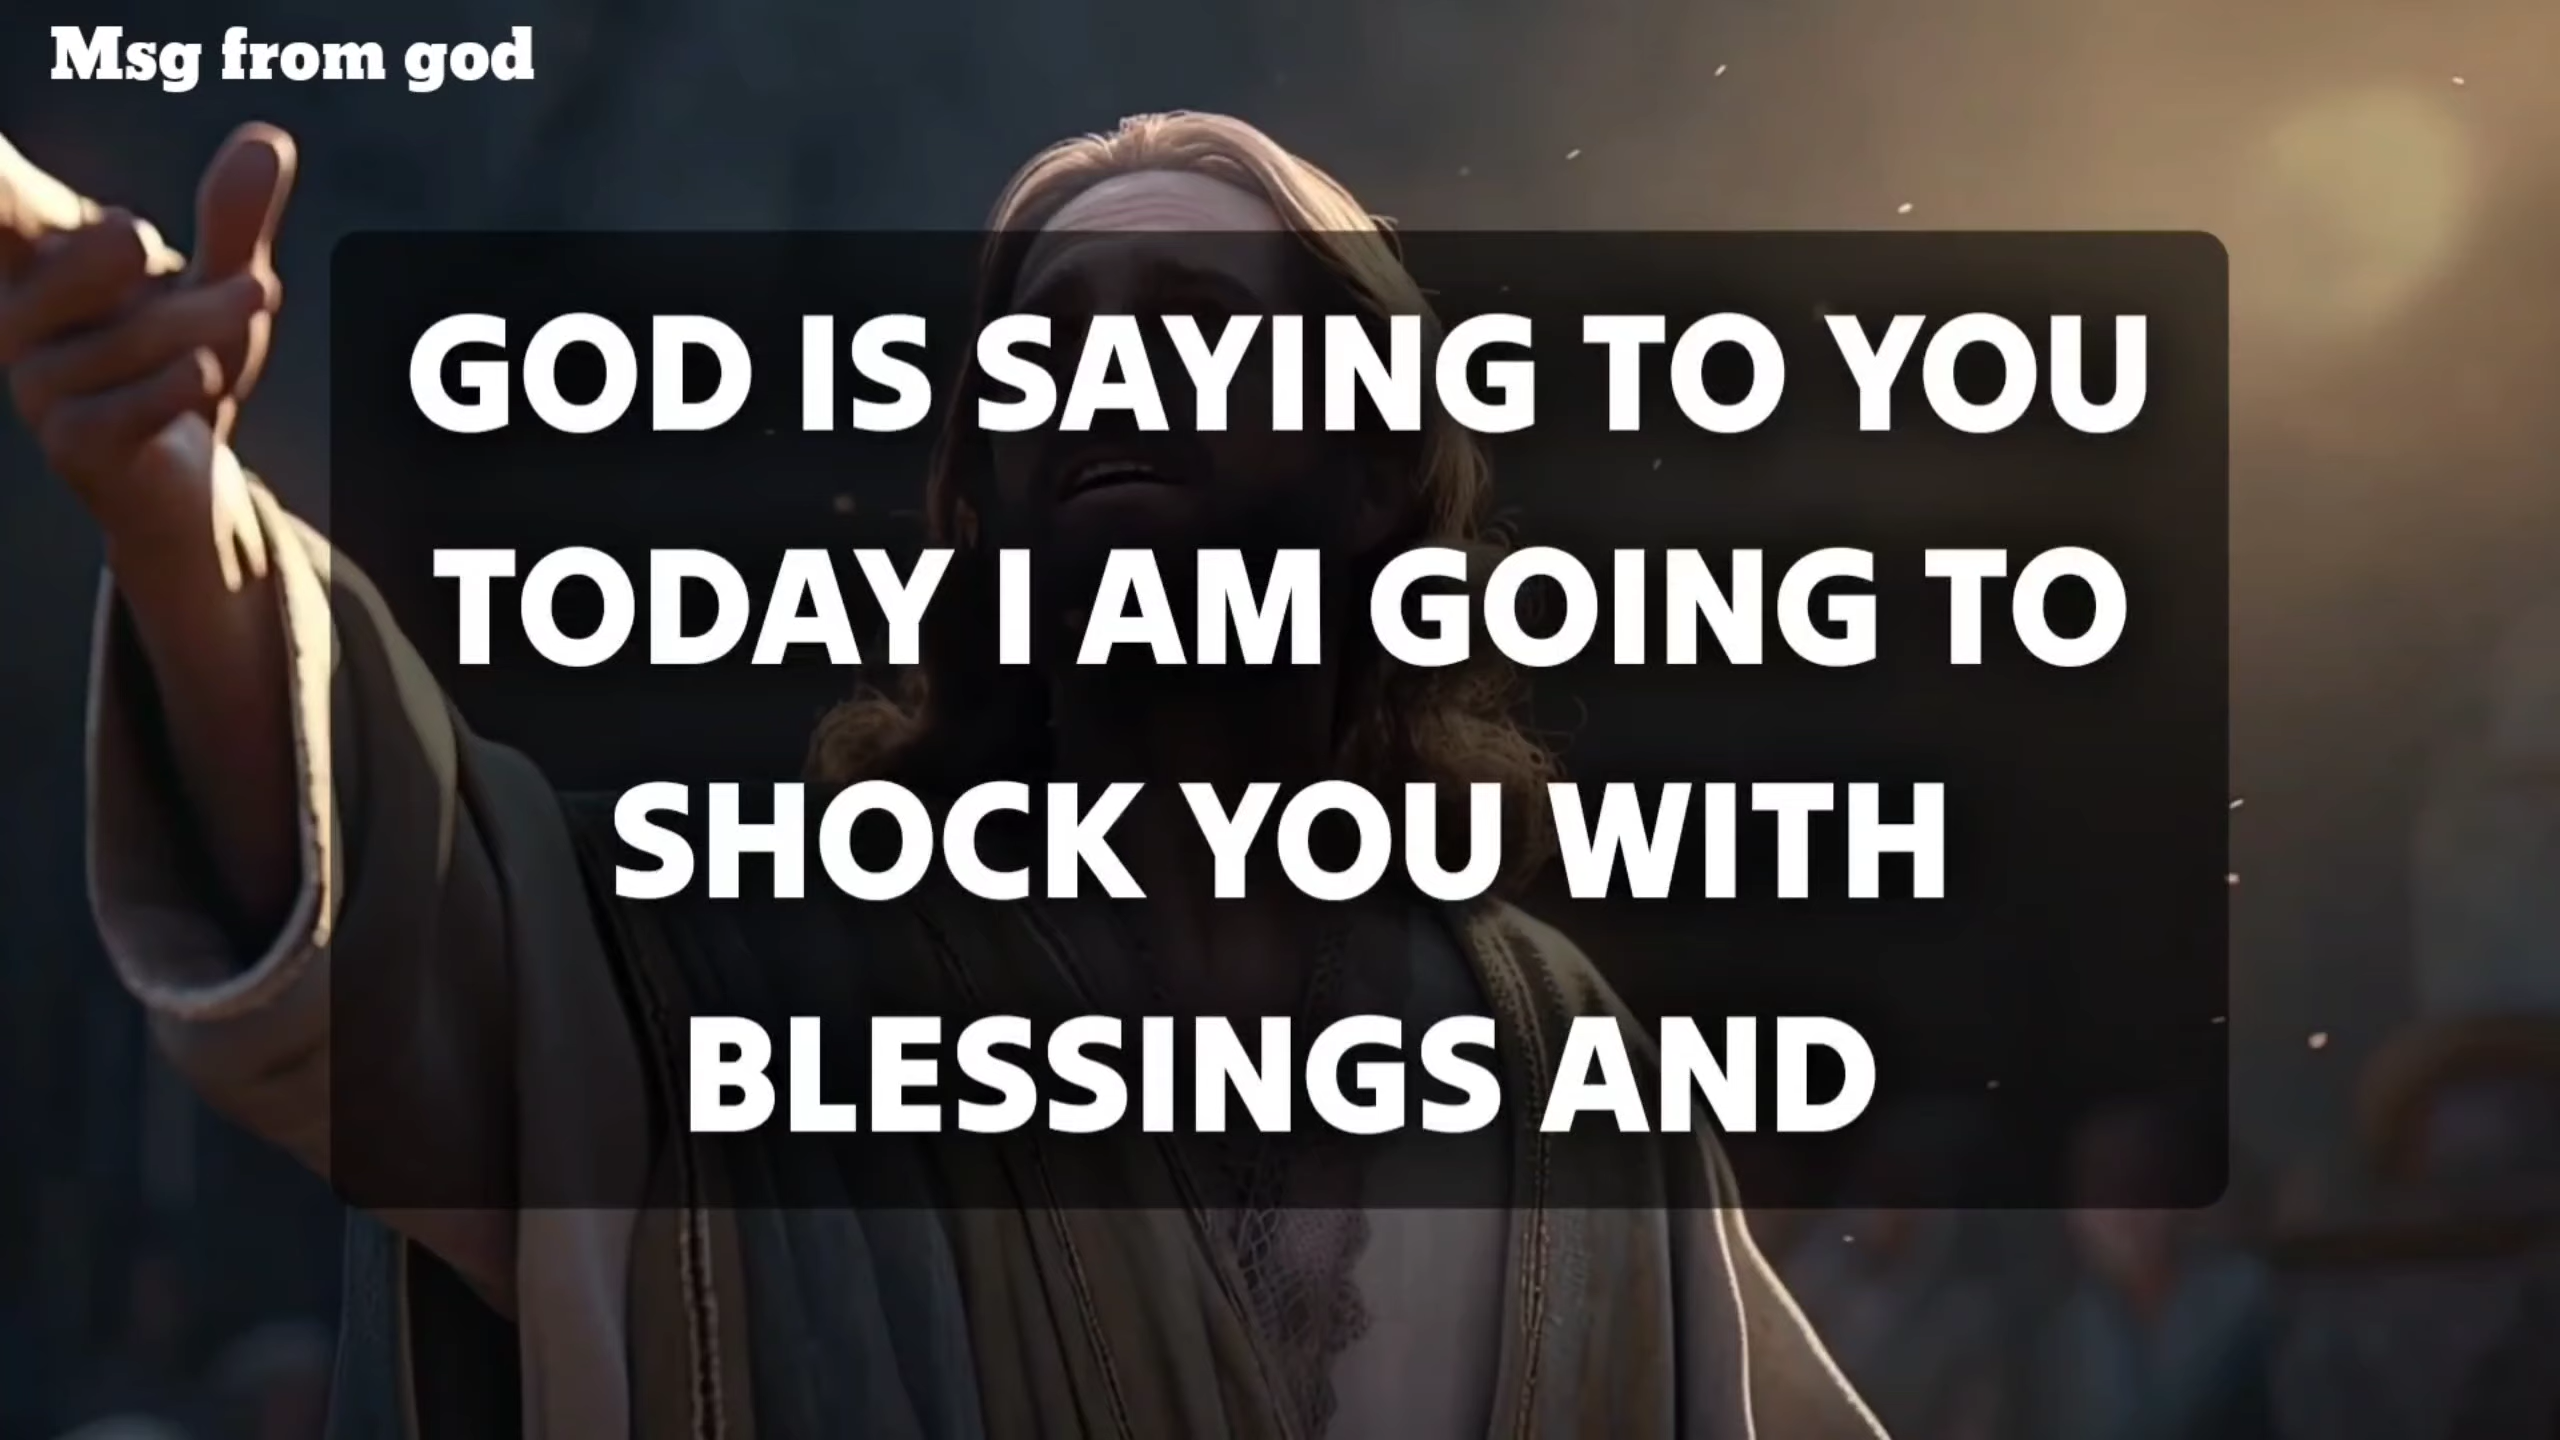 Msg from god
GOD IS SAYING TO YOU
TODAY I AM GOING TO
SHOCK YOU WITH
BLESSINGS AND